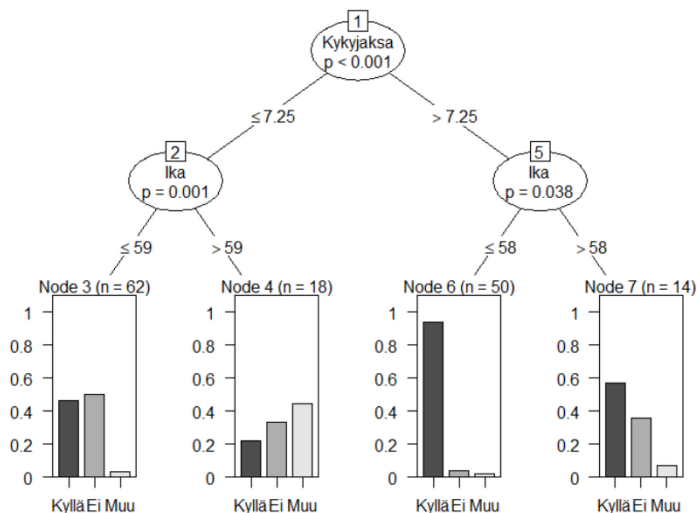 1
Kykyjaksa
p < 0.001
≤ 7.25
> 7.25
2
Ika
p = 0.001
5
Ika
p = 0.038
≤ 59
> 59
≤ 58
> 58
Node 3 (n = 62)
1
0.8
0.6
0.4
0.2
0
Kyllä Ei Muu
Node 4 (n = 18)
1
0.8
0.6
0.4
0.2
0
Kyllä Ei Muu
Node 6 (n = 50)
1
0.8
0.6
0.4
0.2
0
Kyllä Ei Muu
Node 7 (n = 14)
1
0.8
0.6
0.4
0.2
0
Kyllä Ei Muu